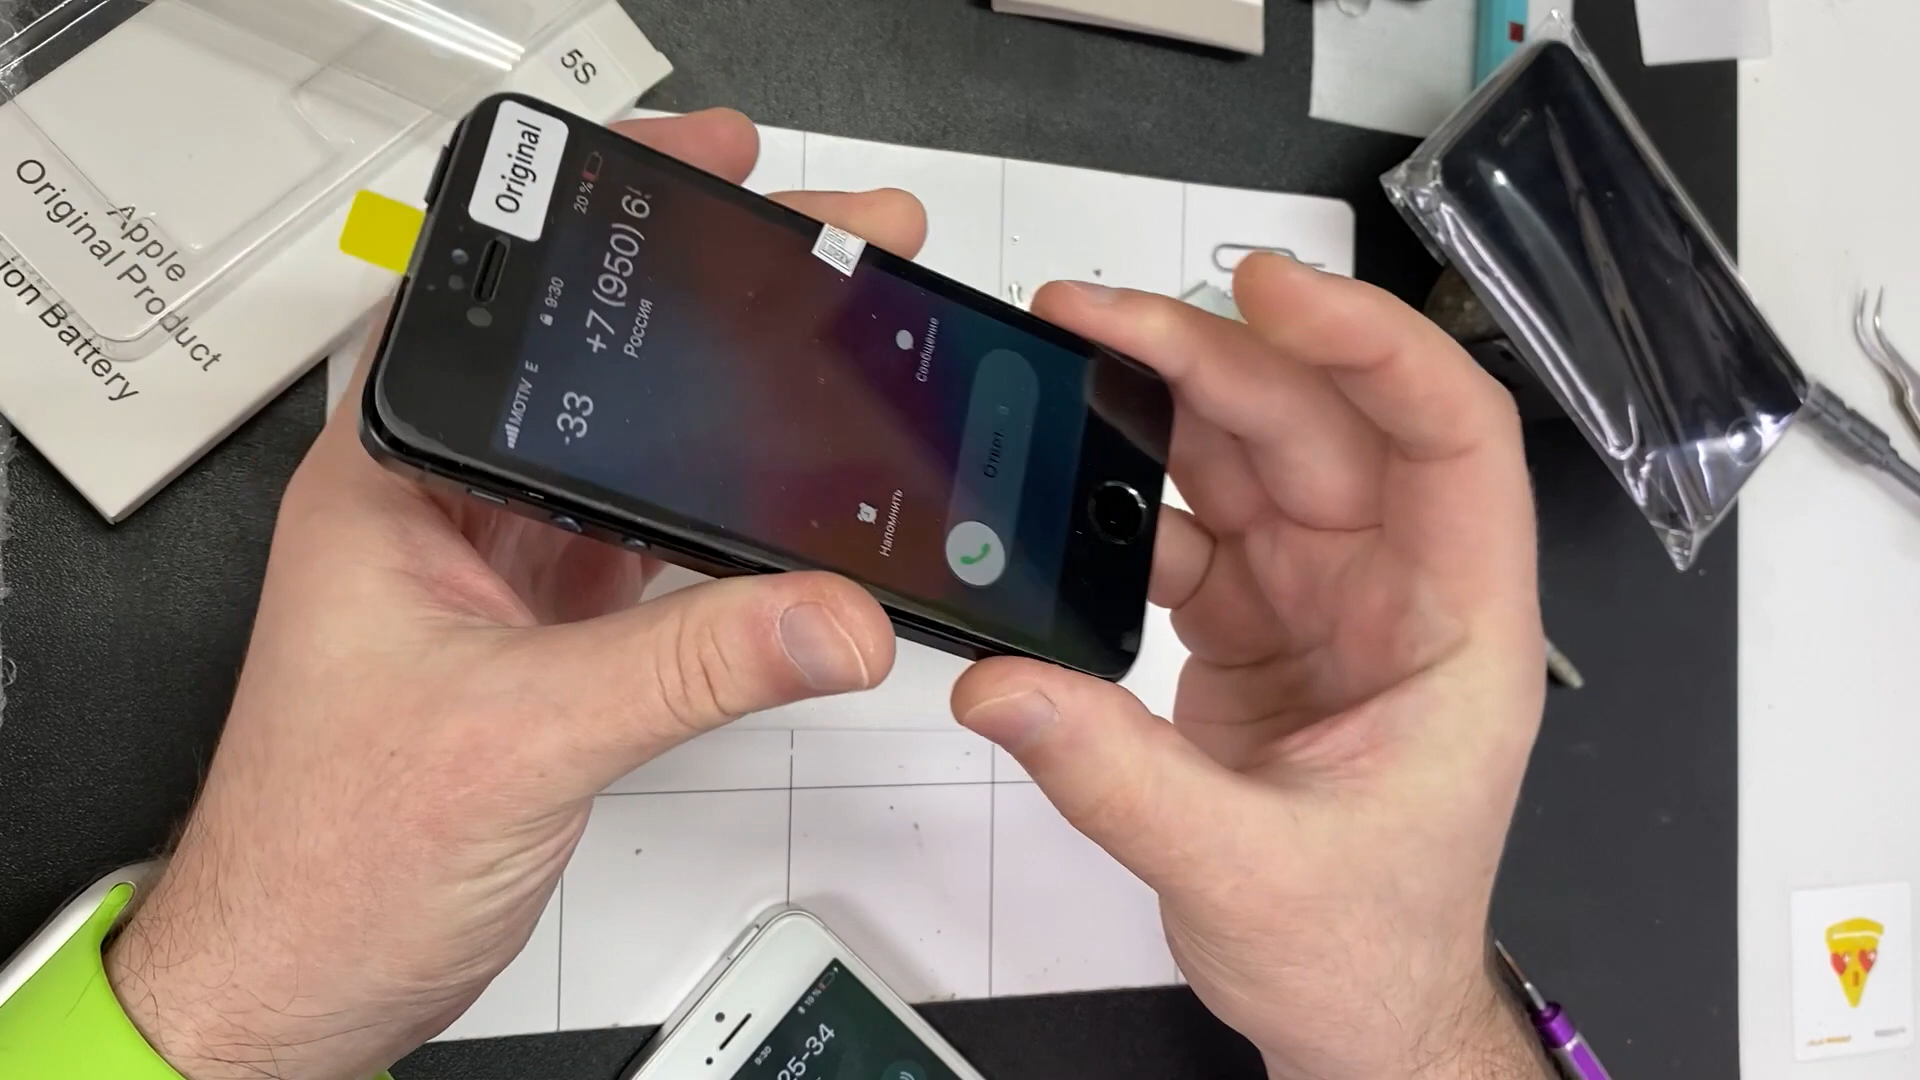 5S
Apple
Original Product
ion Battery
Original
MOTIV E
9:30
20 %
+7 (950) 6
-33
Россия
Сообщение
Напомнить
9:30
19 %
25-34